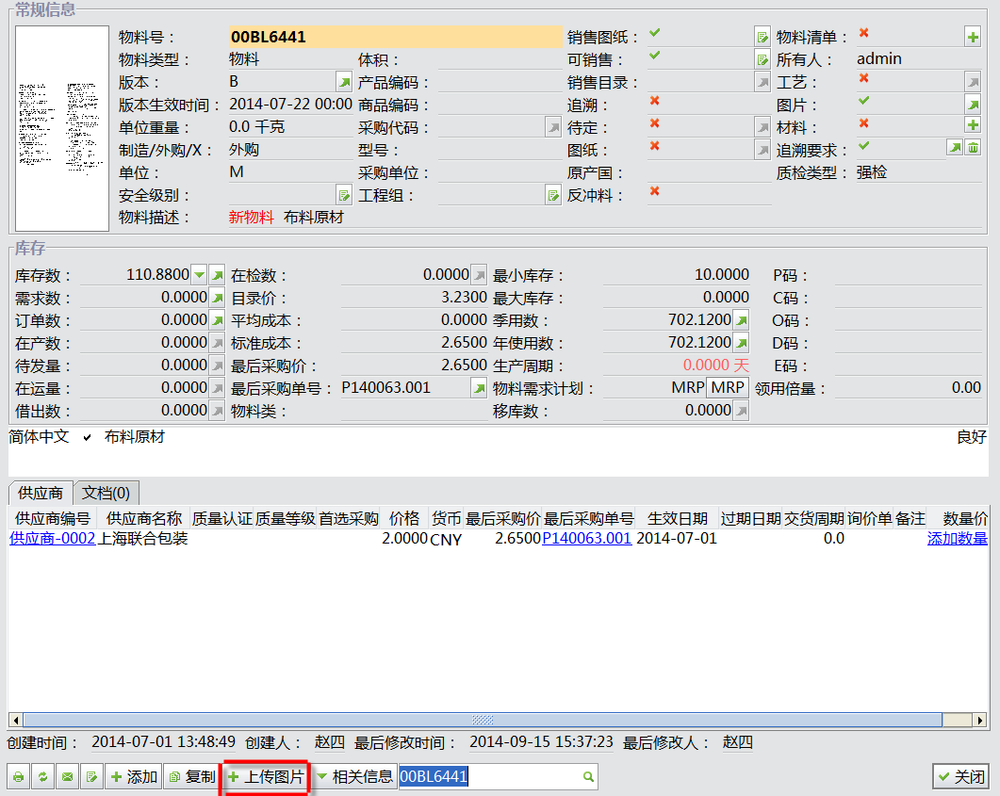 常规信息
物料号： 00BL6441 销售图纸： 物料清单：
物料类型： 物料 体积： 可销售： 所有人： admin
版本： B 产品编码： 销售目录： 工艺：
版本生效时间： 2014-07-22 00:00 商品编码： 追溯： 图片：
单位重量： 0.0 千克 采购代码： 待定： 材料：
制造/外购/X： 外购 型号： 图纸： 追溯要求：
单位： M 采购单位： 原产国： 质检类型： 强检
安全级别： 工程组： 反冲料：
物料描述： 新物料 布料原材
库存
库存数： 110.8800 在检数： 0.0000 最小库存： 10.0000 P码：
需求数： 0.0000 目录价： 3.2300 最大库存： 0.0000 C码：
订单数： 0.0000 平均成本： 0.0000 季用数： 702.1200 O码：
在产数： 0.0000 标准成本： 2.6500 年使用数： 702.1200 D码：
待发量： 0.0000 最后采购价： 2.6500 生产周期： 0.0000 天 E码：
在运量： 0.0000 最后采购单号： P140063.001 物料需求计划： MRP MRP 领用倍量： 0.00
借出数： 0.0000 物料类： 移库数： 0.0000
简体中文 布料原材 良好
供应商 文档(0)
供应商编号 供应商名称 质量认证 质量等级 首选采购 价格 货币 最后采购价 最后采购单号 生效日期 过期日期 交货周期 询价单 备注 数量价
供应商-0002 上海联合包装 2.0000 CNY 2.6500 P140063.001 2014-07-01 0.0 添加数量
创建时间： 2014-07-01 13:48:49 创建人： 赵四 最后修改时间： 2014-09-15 15:37:23 最后修改人： 赵四
添加 复制 上传图片 相关信息 00BL6441 关闭